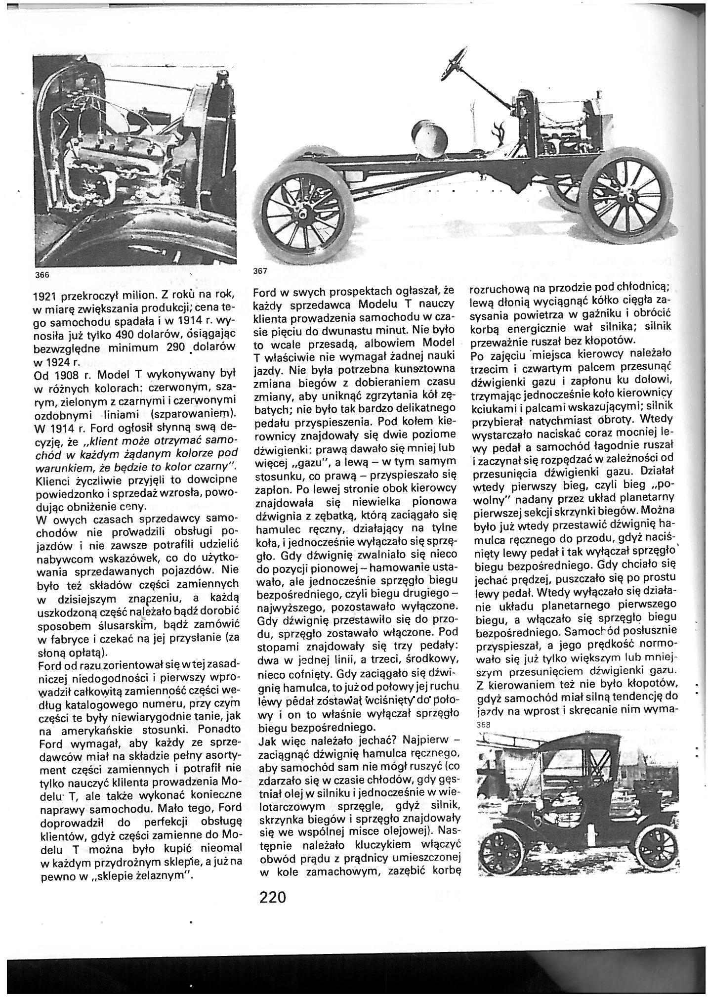 366
367
1921 przekroczył milion. Z roku na rok,
w miarę zwiększania produkcji; cena te-
go samochodu spadała i w 1914 r. wy-
nosiła już tylko 490 dolarów, osiągając
bezwzględne minimum 290 dolarów
w 1924 r.
Od 1908 r. Model T wykonywany był
w różnych kolorach: czerwonym, sza-
rym, zielonym z czarnymi i czerwonymi
ozdobnymi liniami (szparowaniem).
W 1914 r. Ford ogłosił słynną swą de-
cyzję, że „klient może otrzymać samo-
chód w każdym żądanym kolorze pod
warunkiem, że będzie to kolor czarny".
Klienci życzliwie przyjęli to dowcipne
powiedzonko i sprzedaż wzrosła, powo-
dując obniżenie ceny.
W owych czasach sprzedawcy samo-
chodów nie prowadzili obsługi po-
jazdów i nie zawsze potrafili udzielić
nabywcom wskazówek, co do użytko-
wania sprzedawanych pojazdów. Nie
było też składów części zamiennych
w dzisiejszym znaczeniu, a każdą
uszkodzoną część należało bądź dorobić
sposobem ślusarskim, bądź zamówić
w fabryce i czekać na jej przysłanie (za
słoną opłatą).
Ford od razu zorientował się w tej zasad-
niczej niedogodności i pierwszy wpro-
wadził całkowitą zamienność części we-
dług katalogowego numeru, przy czym
części te były niewiarygodnie tanie, jak
na amerykańskie stosunki. Ponadto
Ford wymagał, aby każdy ze sprze-
dawców miał na składzie pełny asorty-
ment części zamiennych i potrafił nie
tylko nauczyć klilenta prowadzenia Mo-
delu T, ale także wykonać konieczne
naprawy samochodu. Mało tego, Ford
doprowadził do perfekcji obsługę
klientów, gdyż części zamienne do Mo-
delu T można było kupić nieomal
w każdym przydrożnym sklepie, a już na
pewno w „sklepie żelaznym".
Ford w swych prospektach ogłaszał, że
każdy sprzedawca Modelu T nauczy
klienta prowadzenia samochodu w cza-
sie pięciu do dwunastu minut. Nie było
to wcale przesadą, albowiem Model
T właściwie nie wymagał żadnej nauki
jazdy. Nie była potrzebna kunsztowna
zmiana biegów z dobieraniem czasu
zmiany, aby uniknąć zgrzytania kół zę-
batych; nie było tak bardzo delikatnego
pedału przyspieszenia. Pod kołem kie-
rownicy znajdowały się dwie poziome
dźwigienki: prawą dawało się mniej lub
więcej „gazu", a lewą – w tym samym
stosunku, co prawą – przyspieszało się
zapłon. Po lewej stronie obok kierowcy
znajdowała się niewielka pionowa
dźwignia z zębatką, którą zaciągało się
hamulec ręczny, działający na tylne
koła, i jednocześnie wyłączało się sprzę-
gło. Gdy dźwignię zwalniało się nieco
do pozycji pionowej – hamowanie usta-
wało, ale jednocześnie sprzęgło biegu
bezpośredniego, czyli biegu drugiego –
najwyższego, pozostawało wyłączone.
Gdy dźwignię przestawiło się do przo-
du, sprzęgło zostawało włączone. Pod
stopami znajdowały się trzy pedały:
dwa w jednej linii, a trzeci, środkowy,
nieco cofnięty. Gdy zaciągało się dźwi-
gnię hamulca, to już od połowy jej ruchu
lewy pedał zostawał wciśnięty do poło-
wy i on to właśnie wyłączał sprzęgło
biegu bezpośredniego.
Jak więc należało jechać? Najpierw –
zaciągnąć dźwignię hamulca ręcznego,
aby samochód sam nie mógł ruszyć (co
zdarzało się w czasie chłodów, gdy gęs-
tniał olej w silniku i jednocześnie w wie-
lotarczowym sprzęgle, gdyż silnik,
skrzynka biegów i sprzęgło znajdowały
się we wspólnej misce olejowej). Nas-
tępnie należało kluczykiem włączyć
obwód prądu z prądnicy umieszczonej
w kole zamachowym, zazębić korbę
rozruchową na przodzie pod chłodnicą;
lewą dłonią wyciągnąć kółko cięgła za-
sysania powietrza w gaźniku i obrócić
korbą energicznie wał silnika; silnik
przeważnie ruszał bez kłopotów.
Po zajęciu miejsca kierowcy należało
trzecim i czwartym palcem przesunąć
dźwigienki gazu i zapłonu ku dołowi,
trzymając jednocześnie koło kierownicy
kciukami i palcami wskazującymi; silnik
przybierał natychmiast obroty. Wtedy
wystarczało naciskać coraz mocniej le-
wy pedał a samochód łagodnie ruszał
i zaczynał się rozpędzać w zależności od
przesunięcia dźwigienki gazu. Działał
wtedy pierwszy bieg, czyli bieg „po-
wolny" nadany przez układ planetarny
pierwszej sekcji skrzynki biegów. Można
było już wtedy przestawić dźwignię ha-
mulca ręcznego do przodu, gdyż naciś-
nięty lewy pedał i tak wyłączał sprzęgło
biegu bezpośredniego. Gdy chciało się
jechać prędzej, puszczało się po prostu
lewy pedał. Wtedy wyłączało się działa-
nie układu planetarnego pierwszego
biegu, a włączało się sprzęgło biegu
bezpośredniego. Samochód posłusznie
przyspieszał, a jego prędkość normo-
wało się już tylko większym lub mniej-
szym przesunięciem dźwigienki gazu.
Z kierowaniem też nie było kłopotów,
gdyż samochód miał silną tendencję do
jazdy na wprost i skręcanie nim wyma-
368
220